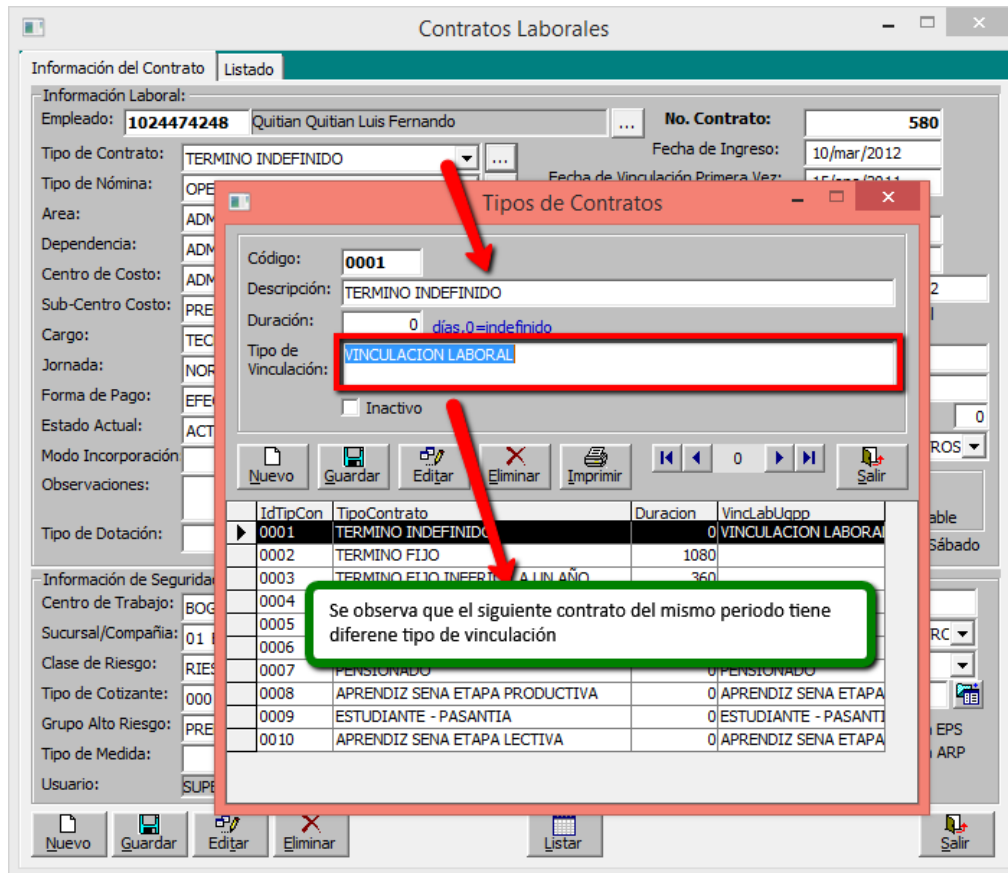 Contratos Laborales
Información del Contrato Listado
Información Laboral:
Empleado: 1024474248 Quitian Quitian Luis Fernando ... No. Contrato: 580
Tipo de Contrato: TERMINO INDEFINIDO ... Fecha de Ingreso: 10/mar/2012
Tipo de Nómina: OPE Fecha de Vinculación Primera Vez:
Area: ADM
Dependencia: ADM
Centro de Costo: ADM
Sub-Centro Costo: PRE
Cargo: TEC
Jornada: NOR
Forma de Pago: EFE
Estado Actual: ACT 0
Modo Incorporación ROS
Observaciones:
able
Tipo de Dotación: Sábado
Tipos de Contratos
Código: 0001
Descripción: TERMINO INDEFINIDO
Duración: 0 días,0=indefinido
Tipo de Vinculación: VINCULACION LABORAL
Inactivo
Nuevo Guardar Editar Eliminar Imprimir 0 Salir
IdTipCon TipoContrato Duracion VincLabUgpp
0001 TERMINO INDEFINIDO 0 VINCULACION LABORAL
0002 TERMINO FIJO 1080
0003 TERMINO FIJO INFERIOR A UN AÑO 360
0004
0005
0006
0007 PENSIONADO 0 PENSIONADO
0008 APRENDIZ SENA ETAPA PRODUCTIVA 0 APRENDIZ SENA ETAPA
0009 ESTUDIANTE - PASANTIA 0 ESTUDIANTE - PASANTI
0010 APRENDIZ SENA ETAPA LECTIVA 0 APRENDIZ SENA ETAPA
Se observa que el siguiente contrato del mismo periodo tiene
diferene tipo de vinculación
Información de Segurida
Centro de Trabajo: BOG
Sucursal/Compañia: 01 RC
Clase de Riesgo: RIES
Tipo de Cotizante: 000
Grupo Alto Riesgo: PRE EPS
Tipo de Medida: ARP
Usuario: SUPE
Nuevo Guardar Editar Eliminar Listar Salir